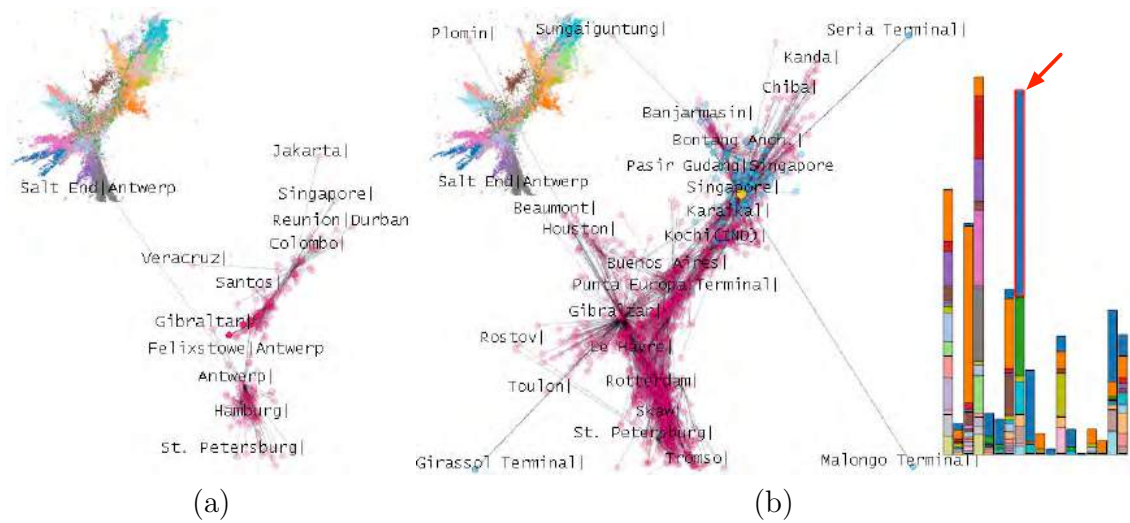 Jakarta|
Singapore|
Reunion|Durban
Colombo|
Veracruz|
Santos|
Gibraltar|
Felixstowe|Antwerp
Antwerp|
Hamburg|
St. Petersburg|
Salt End|Antwerp
(a)
Plomin|
Sungaiguntung|
Seria Terminal|
Kanda|
Chiba|
Banjarmasin|
Bontang Anch.|
Pasir Gudang|Singapore
Salt End|Antwerp
Singapore|
Beaumont|
Karaikal|
Houston|
Kochi(IND)|
Buenos Aires|
Punta Europa Terminal|
Gibraltar|
Rostov|
Le Havre|
Toulon|
Rotterdam|
Skaw|
St. Petersburg|
Tromso|
Girassol Terminal|
Malongo Terminal|
(b)